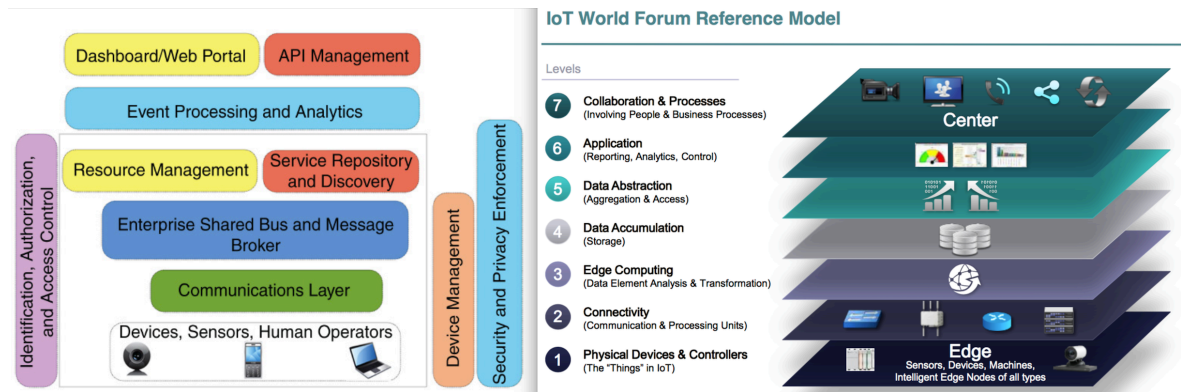 Dashboard/Web Portal
API Management
Event Processing and Analytics
Identification, Authorization,
and Access Control
Resource Management
Service Repository
and Discovery
Enterprise Shared Bus and Message
Broker
Communications Layer
Devices, Sensors, Human Operators
Device Management
Security and Privacy Enforcement
IoT World Forum Reference Model
Levels
7
Collaboration & Processes
(Involving People & Business Processes)
6
Application
(Reporting, Analytics, Control)
5
Data Abstraction
(Aggregation & Access)
4
Data Accumulation
(Storage)
3
Edge Computing
(Data Element Analysis & Transformation)
2
Connectivity
(Communication & Processing Units)
1
Physical Devices & Controllers
(The "Things" in IoT)
Center
Edge
Sensors, Devices, Machines,
Intelligent Edge Nodes of all types